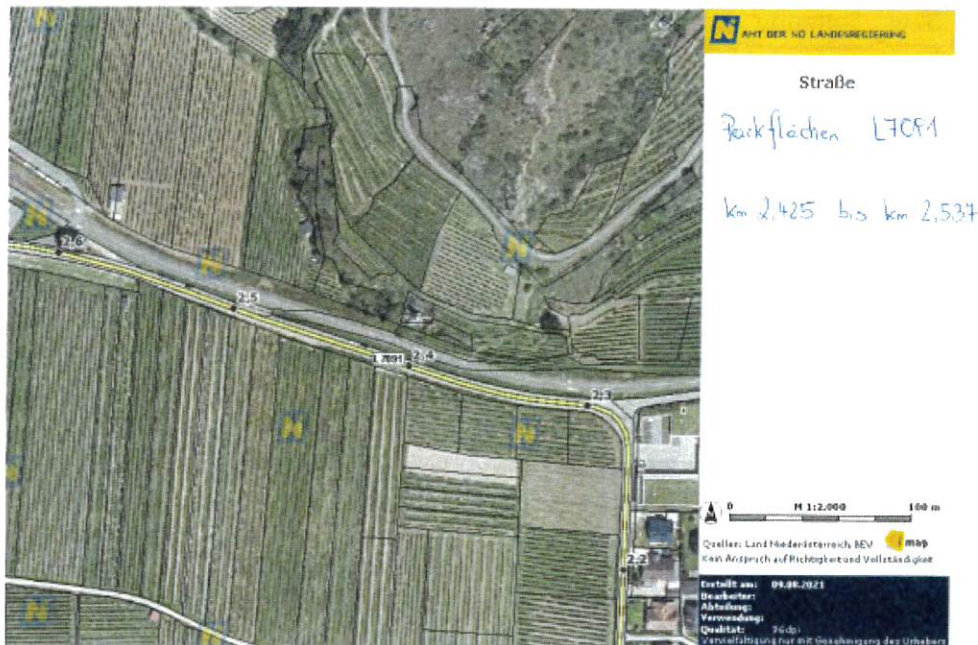 N AMT DER NÖ LANDESREGIERUNG
Straße
Parkflächen L7091
km 2,425 bis km 2,537
2,6
2,5
L7091 2,4
2,3
2,2
0 M 1:2.000 100 m
Quellen: Land Niederösterreich, BEV map
Kein Anspruch auf Richtigkeit und Vollständigkeit
Erstellt am: 09.08.2021
Bearbeiter:
Abteilung:
Verwendung:
Qualität: 96dpi
Vervielfältigung nur mit Genehmigung des Urhebers